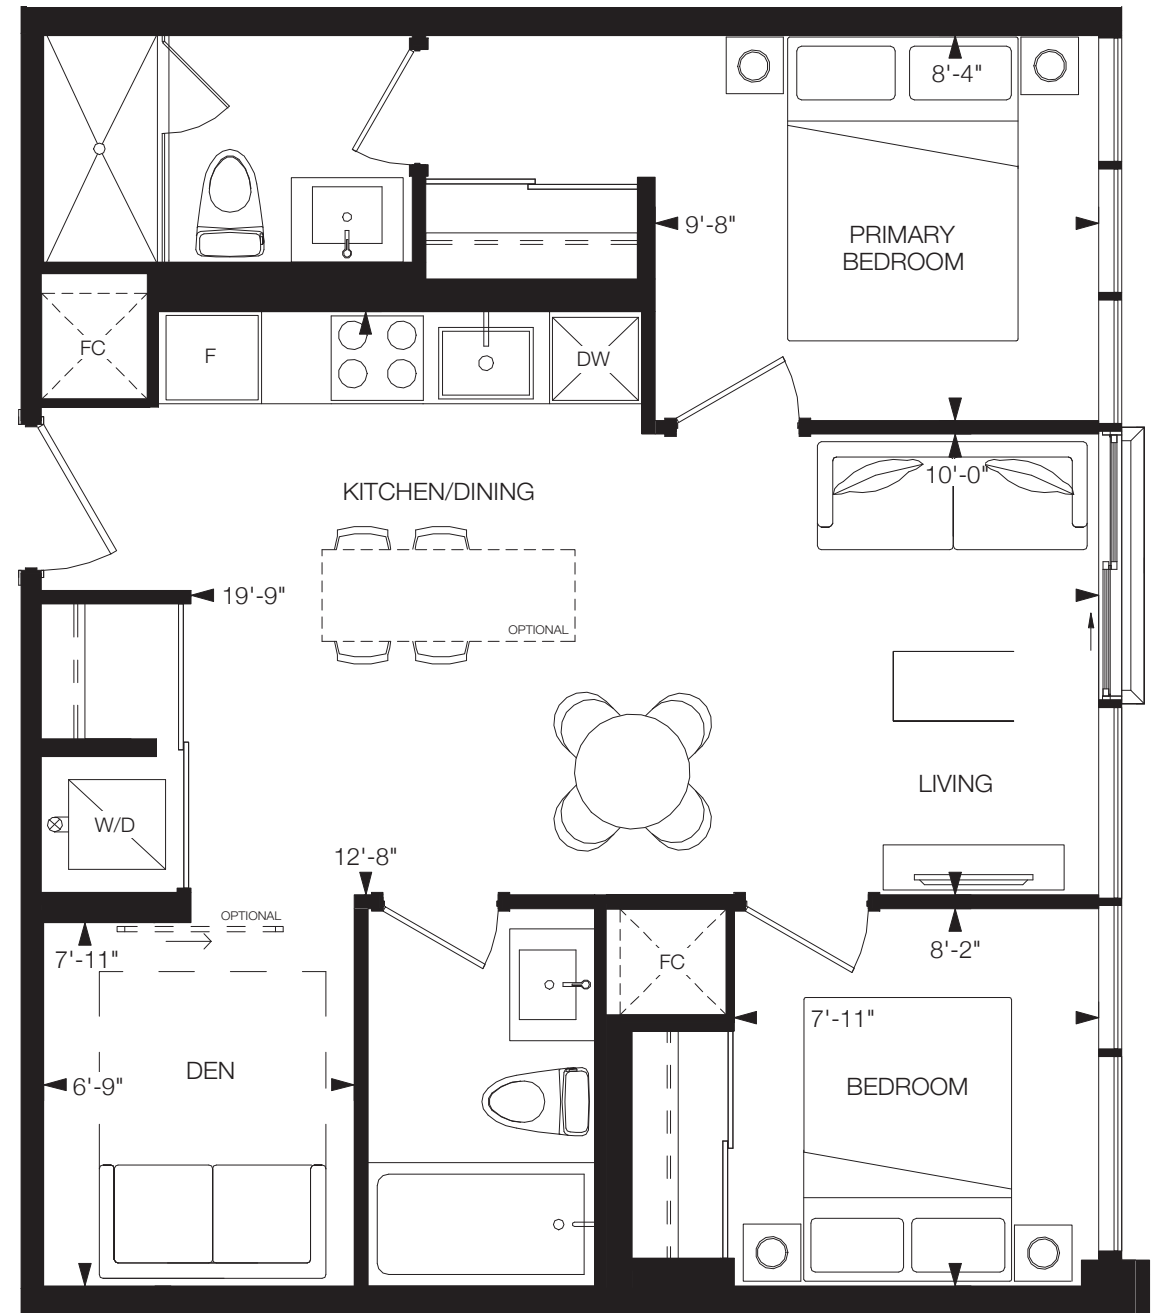 8'-4"
9'-8"
PRIMARY
BEDROOM
FC
F
DW
10'-0"
KITCHEN/DINING
19'-9"
OPTIONAL
LIVING
W/D
12'-8"
OPTIONAL
7'-11"
8'-2"
FC
7'-11"
DEN
6'-9"
BEDROOM